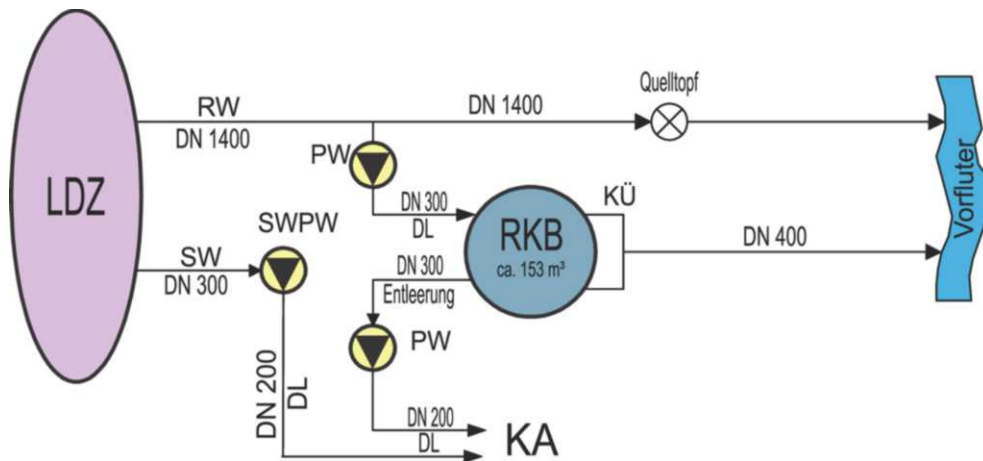 LDZ
RW
DN 1400
DN 1400
Quelltopf
Vorfluter
PW
DN 300
DL
RKB
ca. 153 m³
KÜ
DN 400
SW
DN 300
SWPW
DN 300
Entleerung
PW
DN 200
DL
DN 200
DL
KA